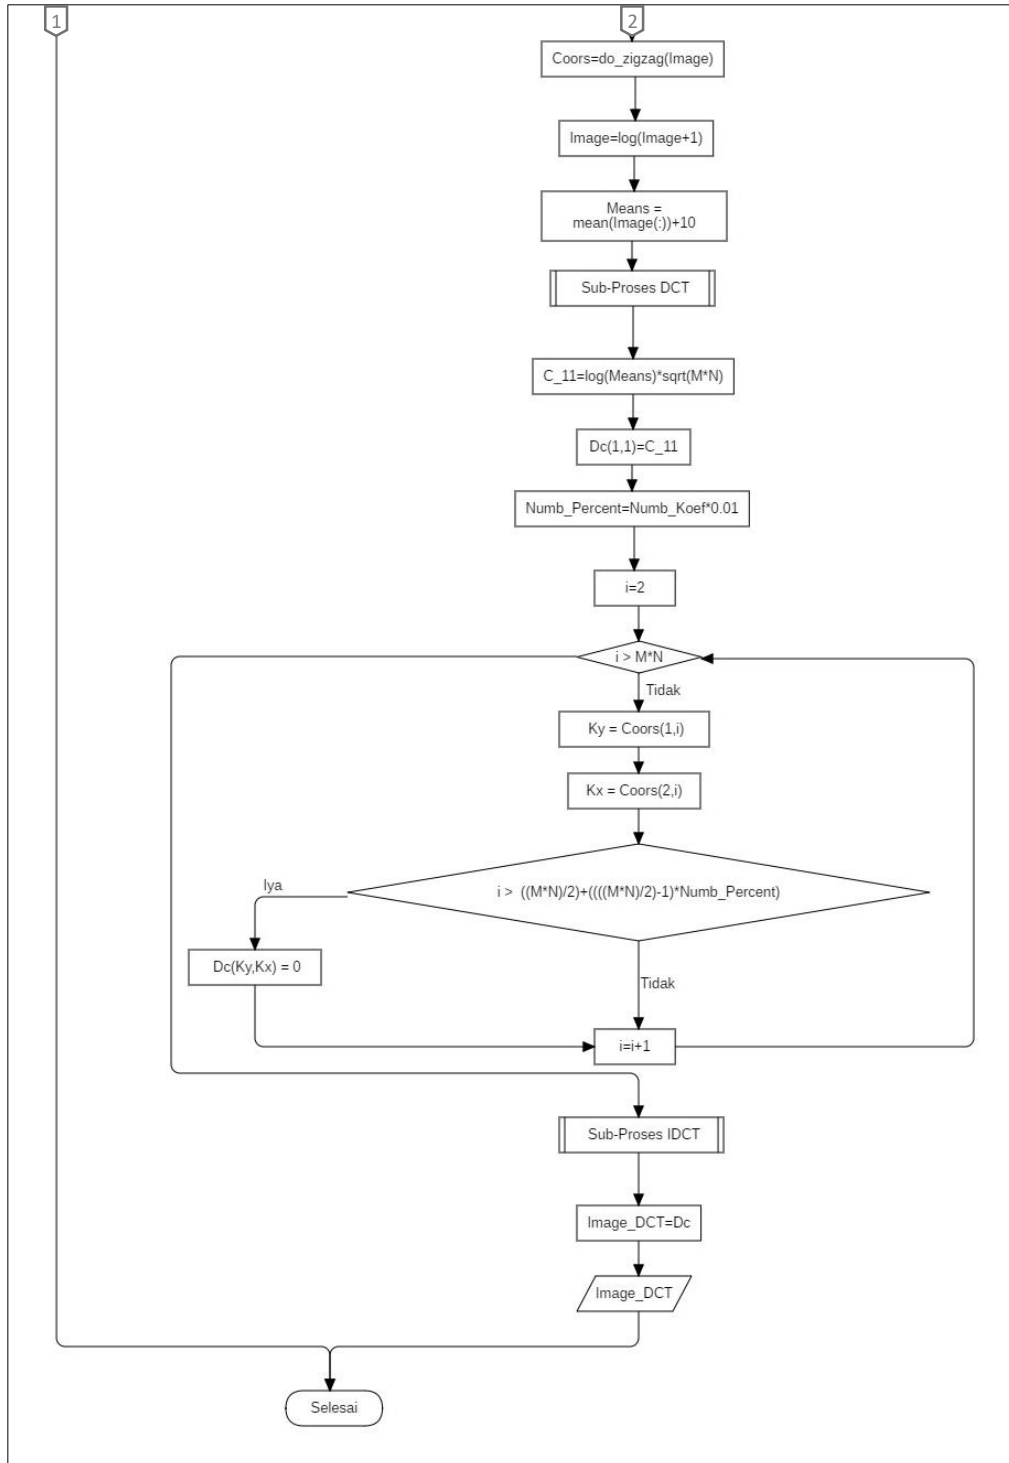 1
2
Coors=do_zigzag(Image)
Image=log(Image+1)
Means =
mean(Image(:))+10
Sub-Proses DCT
C_11=log(Means)*sqrt(M*N)
Dc(1,1)=C_11
Numb_Percent=Numb_Koef*0.01
i=2
i > M*N
Tidak
Ky = Coors(1,i)
Kx = Coors(2,i)
i > ((M*N)/2)+((((M*N)/2)-1)*Numb_Percent)
Iya
Dc(Ky,Kx) = 0
Tidak
i=i+1
Sub-Proses IDCT
Image_DCT=Dc
Image_DCT
Selesai